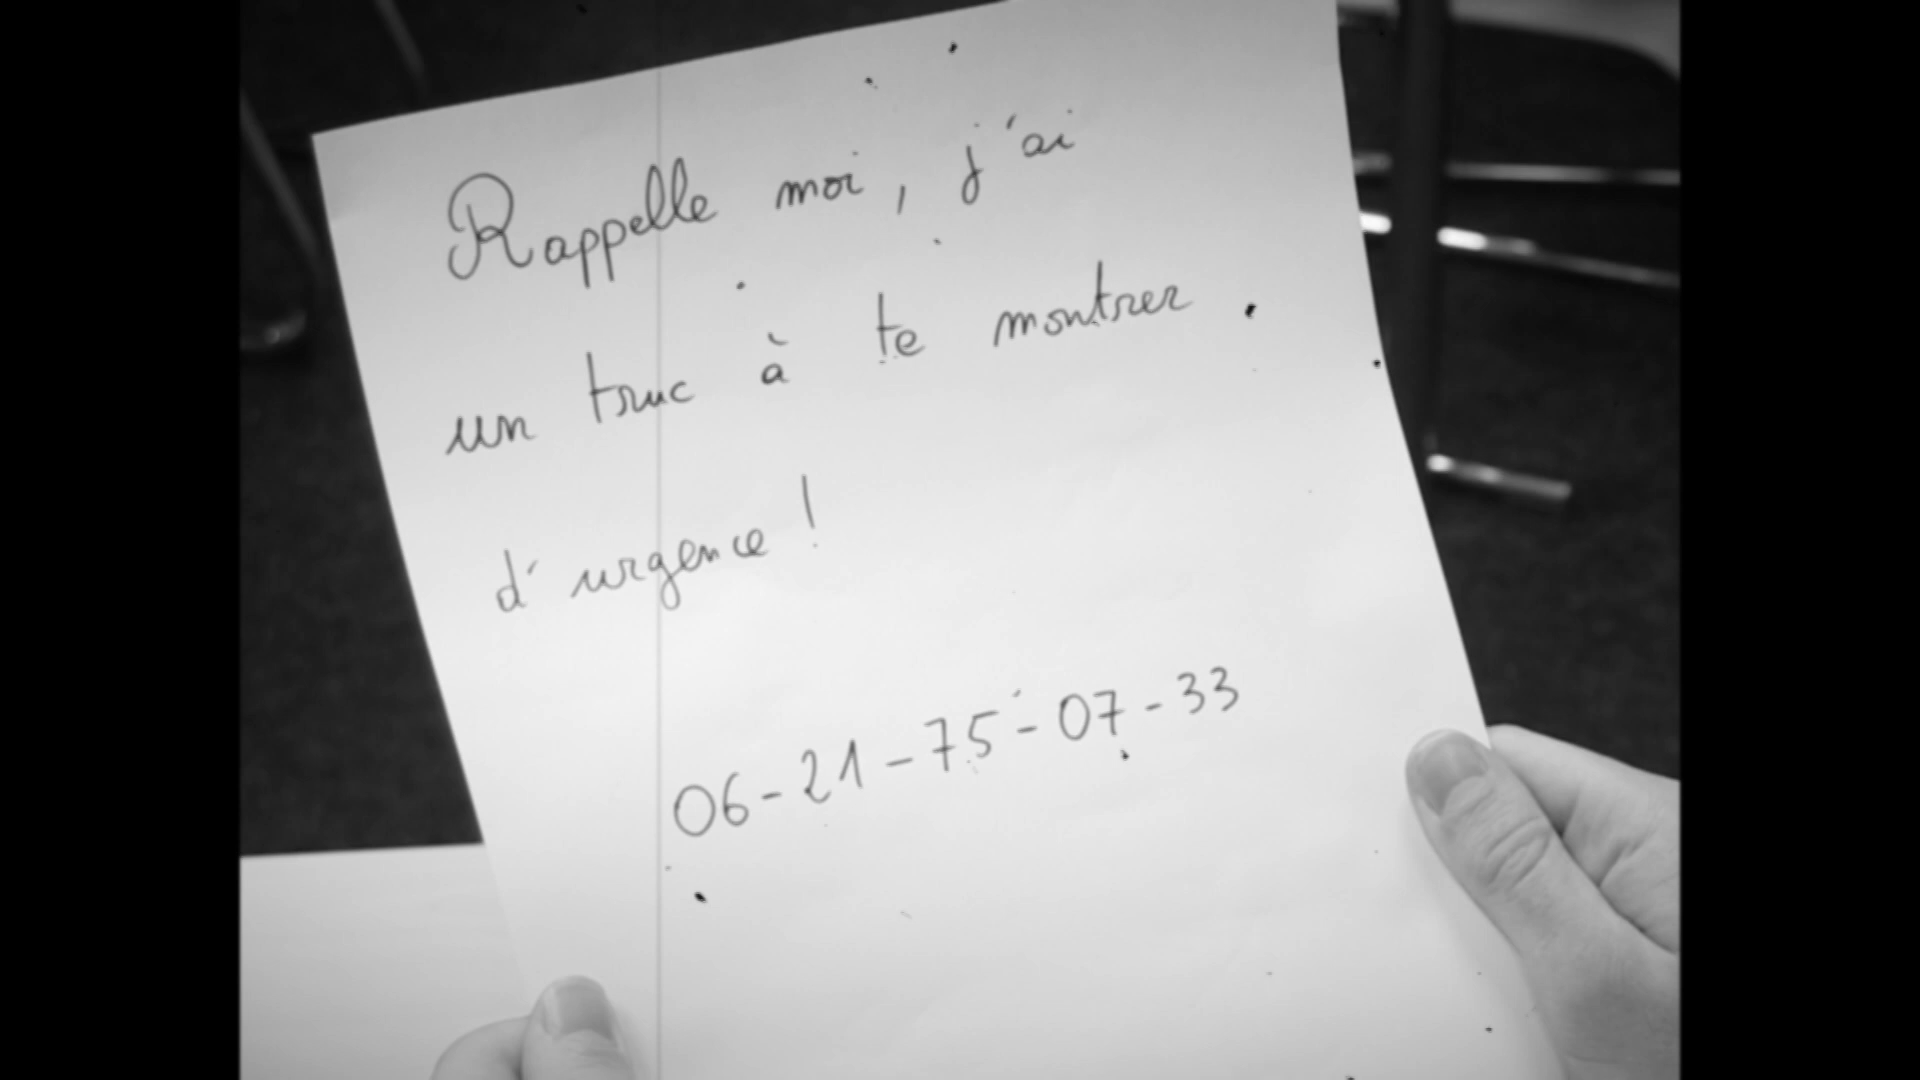 Rappelle moi, j'ai
un truc à te montrer
d'urgence !
06-21-75-07-33